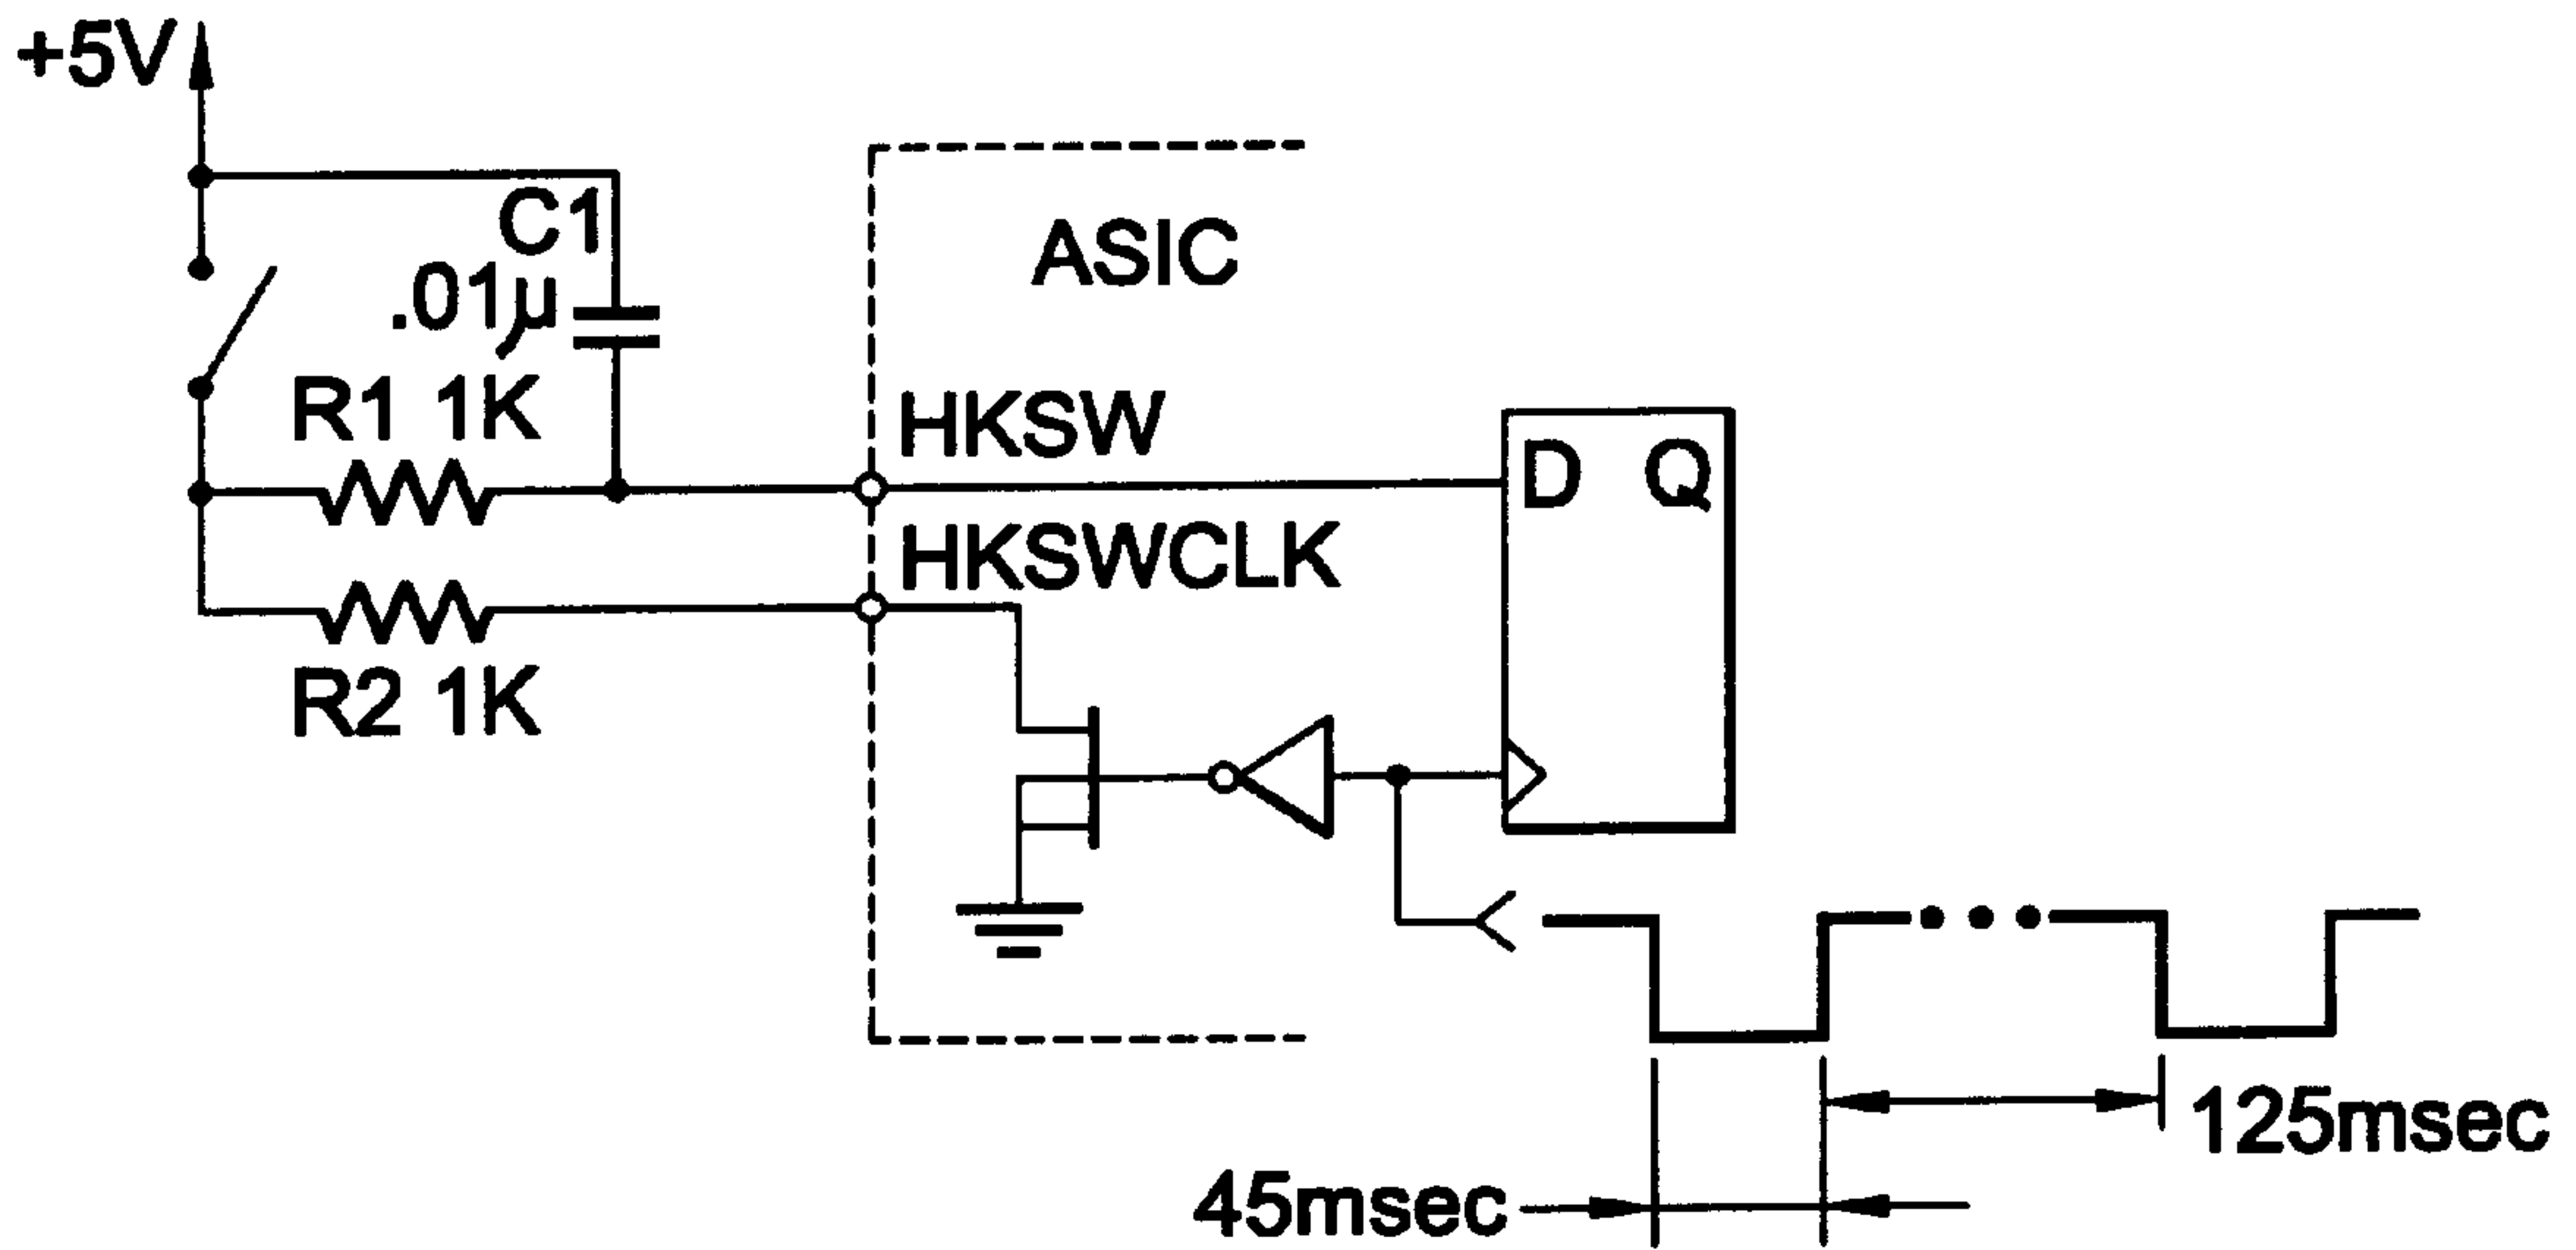 +5V
C1
.01µ
ASIC
R1 1K
HKSW
D Q
HKSWCLK
R2 1K
125msec
45msec